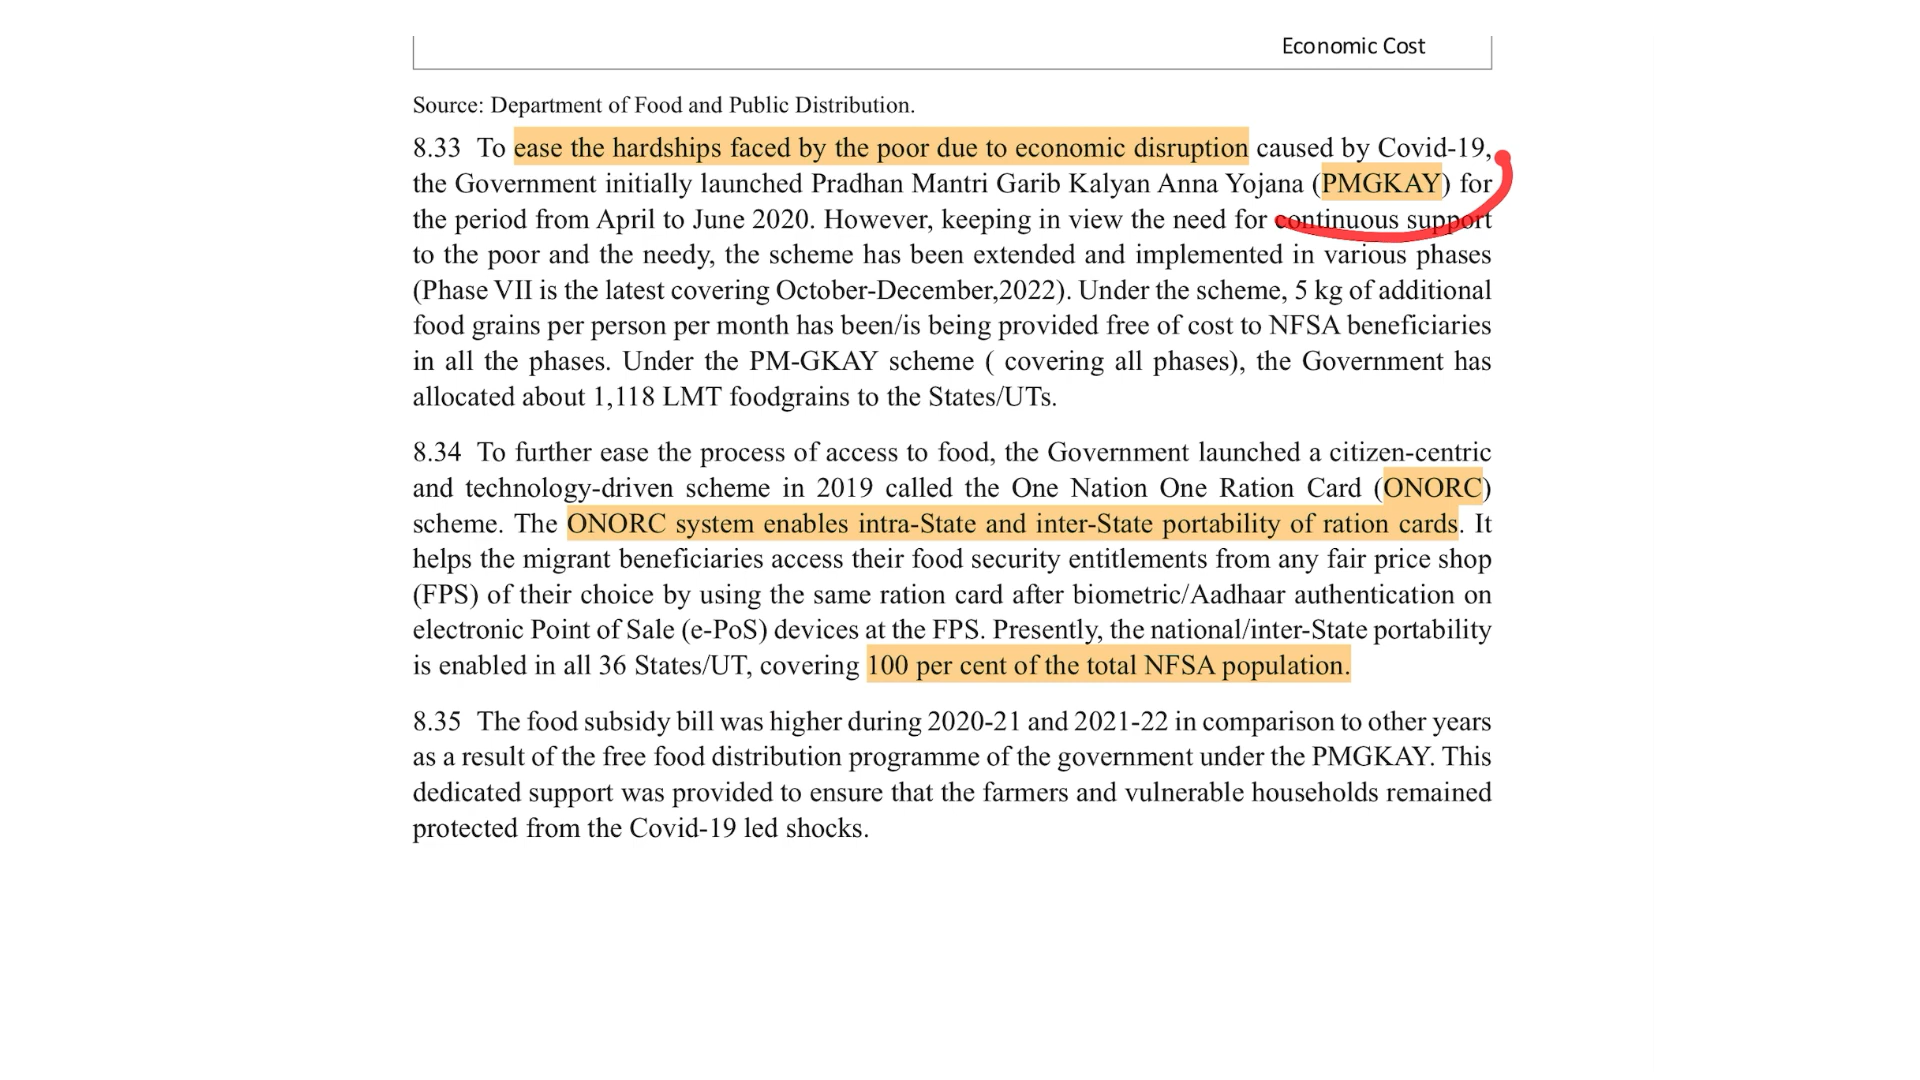 Economic Cost
Source: Department of Food and Public Distribution.
8.33 To ease the hardships faced by the poor due to economic disruption caused by Covid-19,
the Government initially launched Pradhan Mantri Garib Kalyan Anna Yojana (PMGKAY) for
the period from April to June 2020. However, keeping in view the need for continuous support
to the poor and the needy, the scheme has been extended and implemented in various phases
(Phase VII is the latest covering October-December,2022). Under the scheme, 5 kg of additional
food grains per person per month has been/is being provided free of cost to NFSA beneficiaries
in all the phases. Under the PM-GKAY scheme ( covering all phases), the Government has
allocated about 1,118 LMT foodgrains to the States/UTs.
8.34 To further ease the process of access to food, the Government launched a citizen-centric
and technology-driven scheme in 2019 called the One Nation One Ration Card (ONORC)
scheme. The ONORC system enables intra-State and inter-State portability of ration cards. It
helps the migrant beneficiaries access their food security entitlements from any fair price shop
(FPS) of their choice by using the same ration card after biometric/Aadhaar authentication on
electronic Point of Sale (e-PoS) devices at the FPS. Presently, the national/inter-State portability
is enabled in all 36 States/UT, covering 100 per cent of the total NFSA population.
8.35 The food subsidy bill was higher during 2020-21 and 2021-22 in comparison to other years
as a result of the free food distribution programme of the government under the PMGKAY. This
dedicated support was provided to ensure that the farmers and vulnerable households remained
protected from the Covid-19 led shocks.